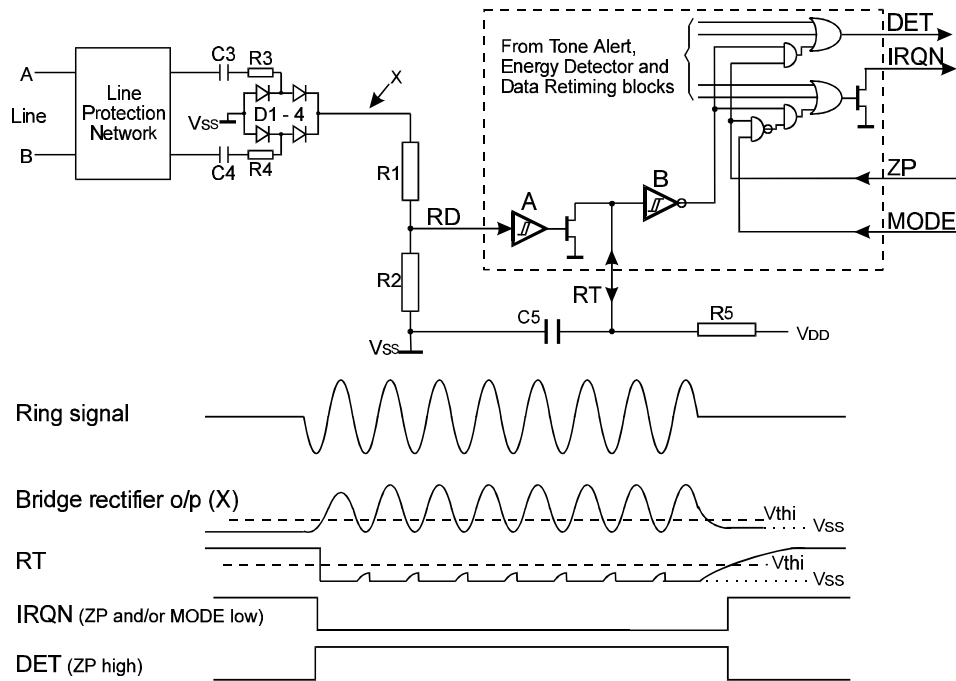 DET
IRQN
From Tone Alert,
Energy Detector and
Data Retiming blocks
C3
R3
X
A
Line
B
Line
Protection
Network
Vss
D1 - 4
C4
R4
R1
ZP
A
B
RD
MODE
R2
RT
C5
R5
VDD
Vss
Ring signal
Bridge rectifier o/p (X)
Vthi
Vss
RT
Vthi
Vss
IRQN (ZP and/or MODE low)
DET (ZP high)